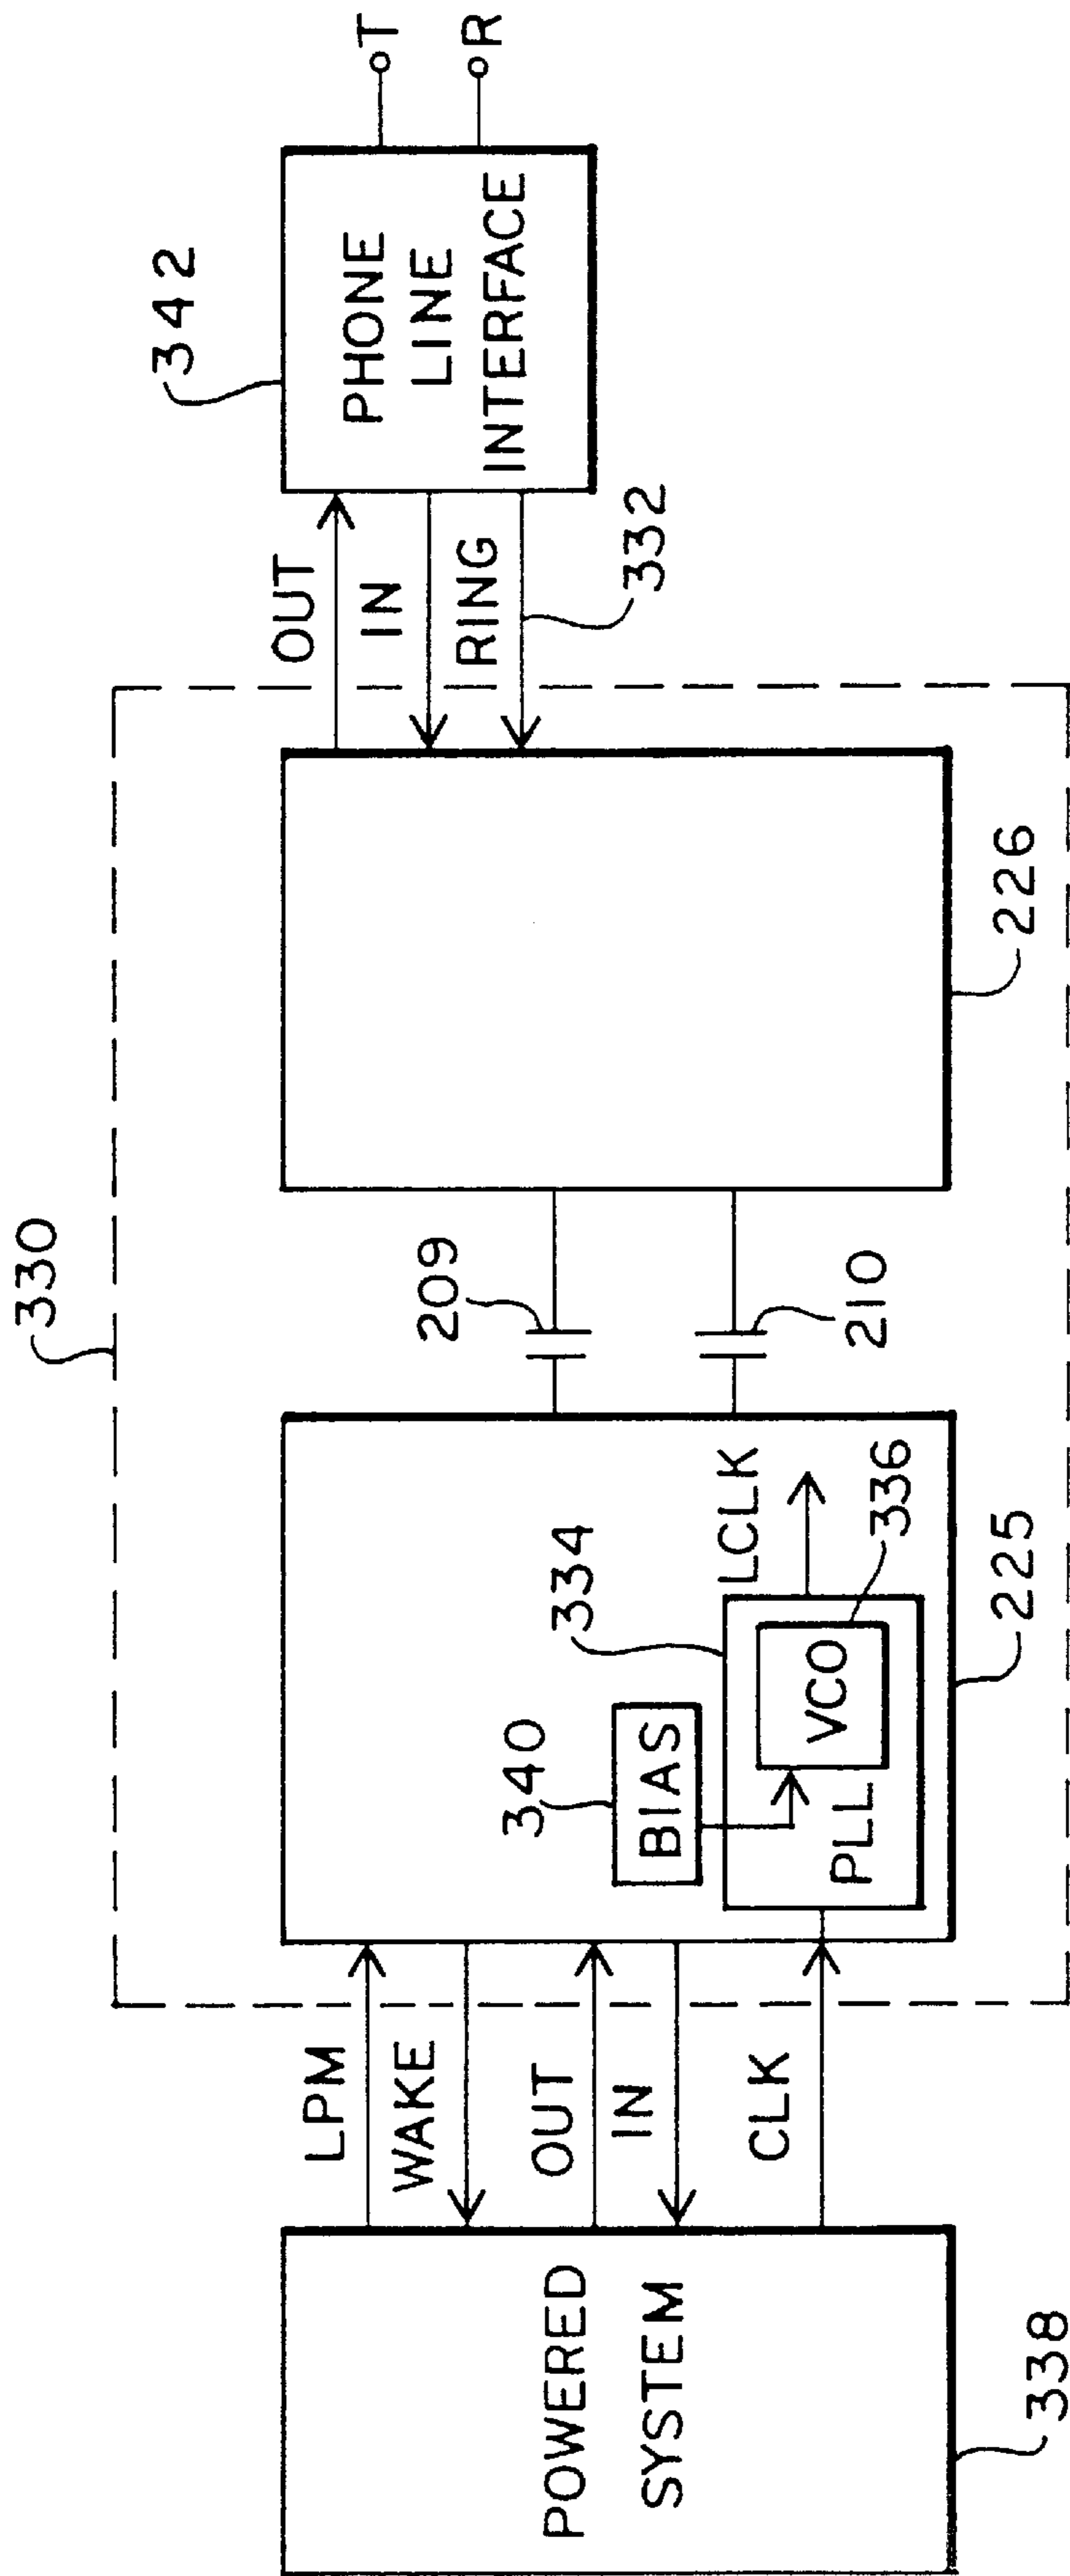 330
342
338
POWERED
SYSTEM
LPM
WAKE
OUT
IN
CLK
340
BIAS
334
PLL
VCO
LCLK
336
225
209
210
226
OUT
IN
RING
332
PHONE
LINE
INTERFACE
T
R